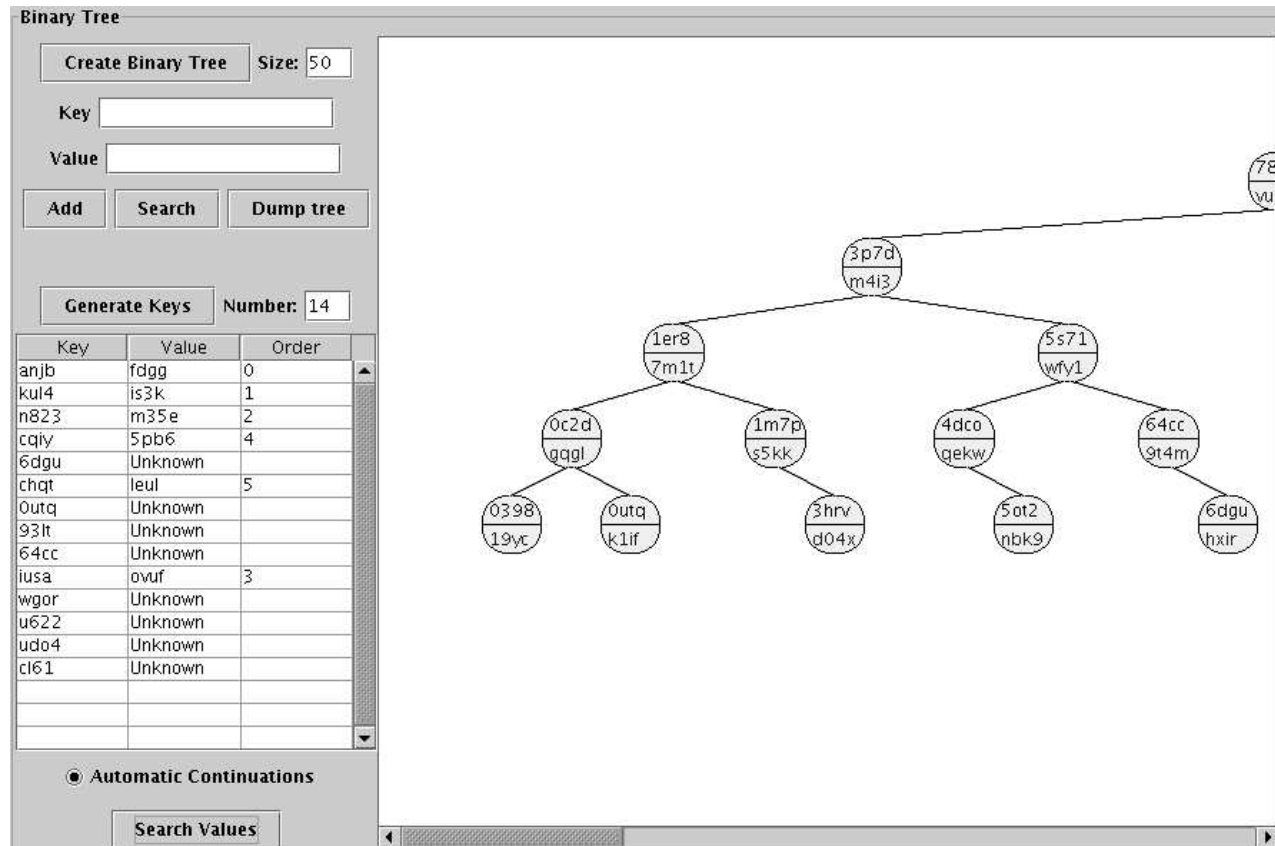 Binary Tree
Create Binary Tree Size: 50
Key
Value
Add Search Dump tree
Generate Keys Number: 14
Key Value Order
anjb fdgg 0
kul4 is3k 1
n823 m35e 2
cqiy 5pb6 4
6dgu Unknown
chqt leul 5
0utq Unknown
93lt Unknown
64cc Unknown
iusa ovuf 3
wgor Unknown
u622 Unknown
udo4 Unknown
cl61 Unknown
Automatic Continuations
Search Values
78
vu
3p7d
m4i3
1er8
7m1t
5s71
wfy1
0c2d
gqgl
1m7p
s5kk
4dco
qekw
64cc
9t4m
0398
19yc
0utq
k1if
3hrv
d04x
5ot2
nbk9
6dgu
hxir